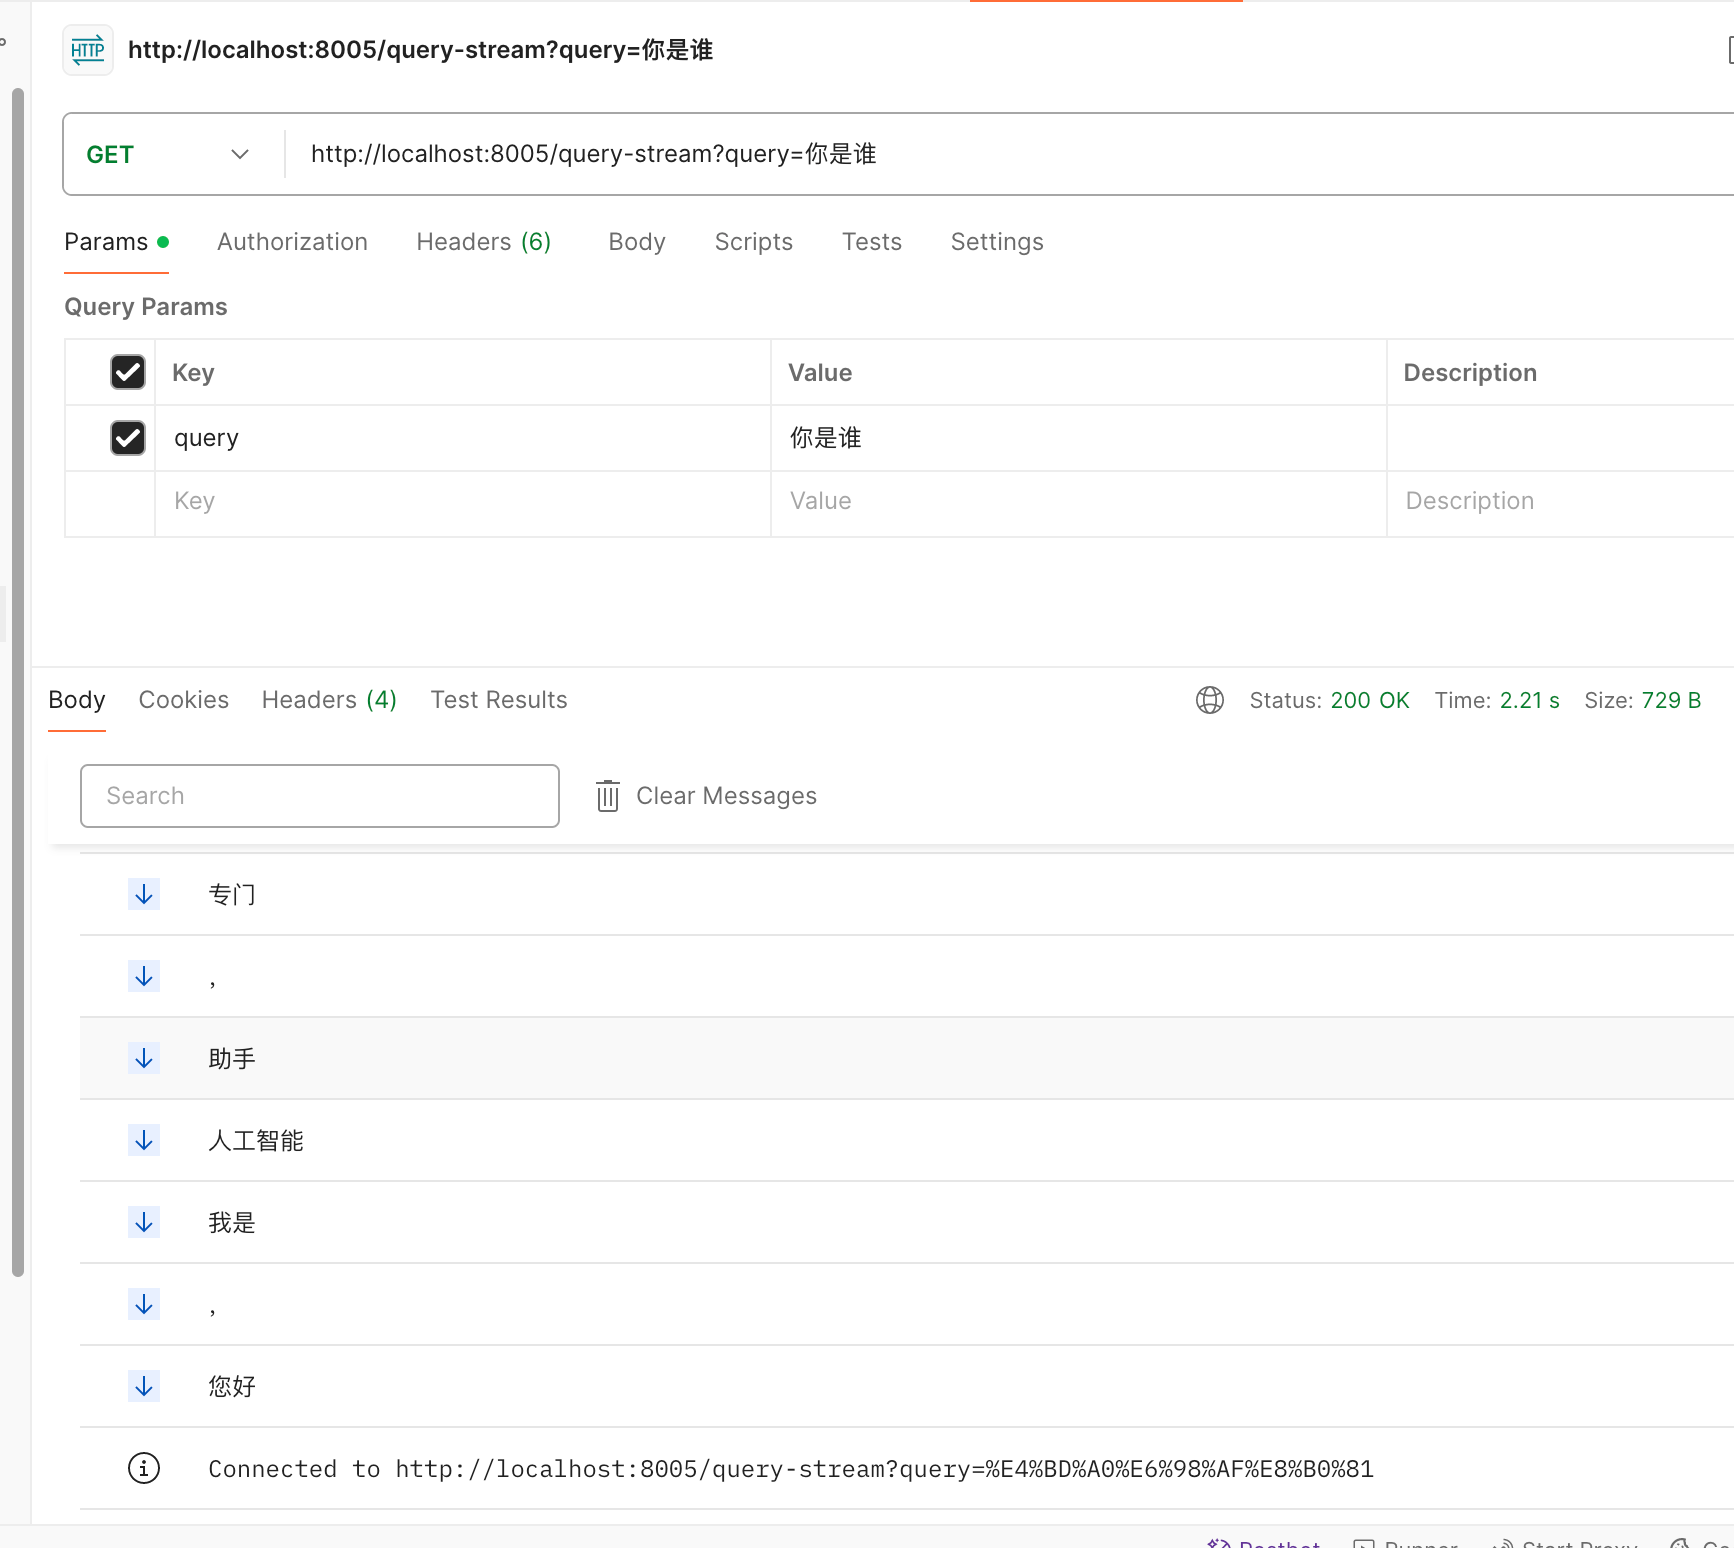 HTTP
http://localhost:8005/query-stream?query=你是谁
GET
http://localhost:8005/query-stream?query=你是谁
Params Authorization Headers (6) Body Scripts Tests Settings
Query Params
Key Value Description
query 你是谁
Key Value Description
Body Cookies Headers (4) Test Results Status: 200 OK Time: 2.21 s Size: 729 B
Search Clear Messages
专门
,
助手
人工智能
我是
,
您好
Connected to http://localhost:8005/query-stream?query=%E4%BD%A0%E6%98%AF%E8%B0%81
Postbot Runner Start Proxy